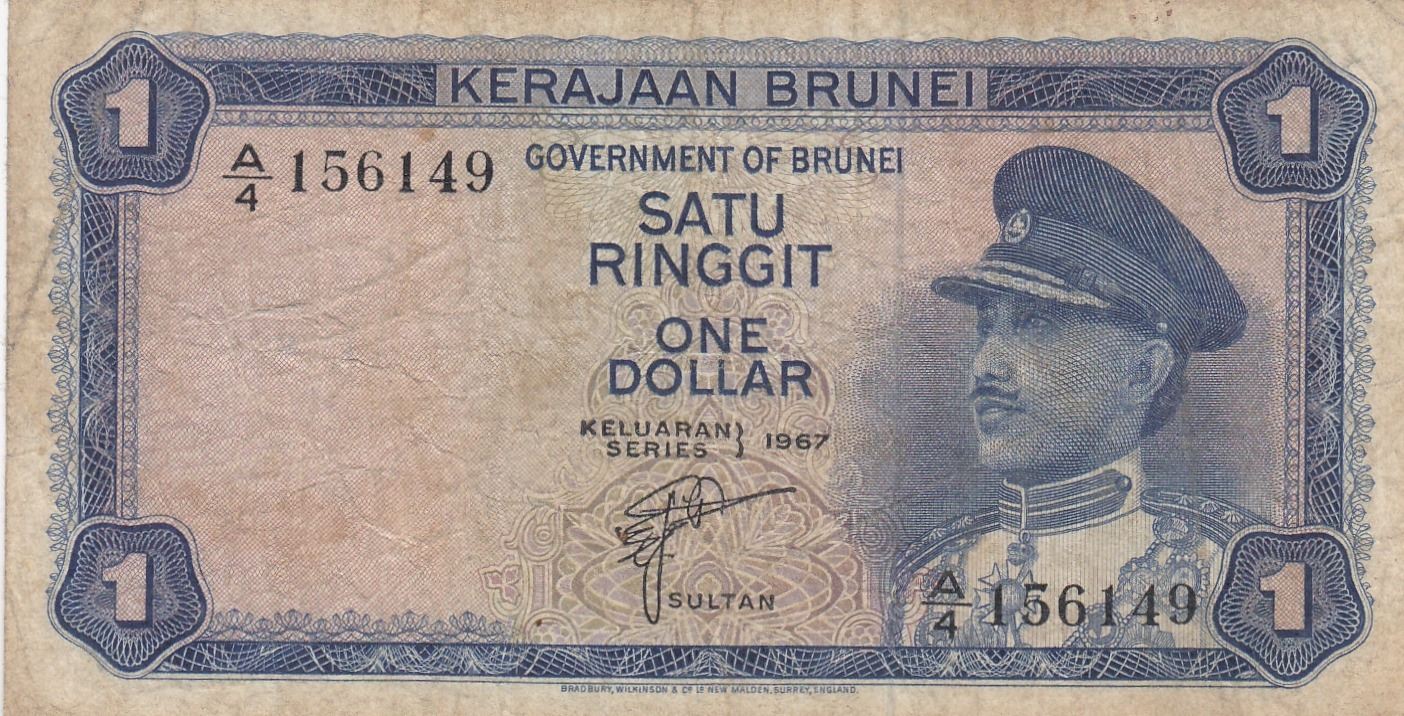 1
KERAJAAN BRUNEI
1
A/4 156149
GOVERNMENT OF BRUNEI
SATU
RINGGIT
ONE
DOLLAR
KELUARAN
SERIES } 1967
SULTAN
A/4 156149
1
1
BRADBURY, WILKINSON & Cº Lᴰ NEW MALDEN, SURREY, ENGLAND.